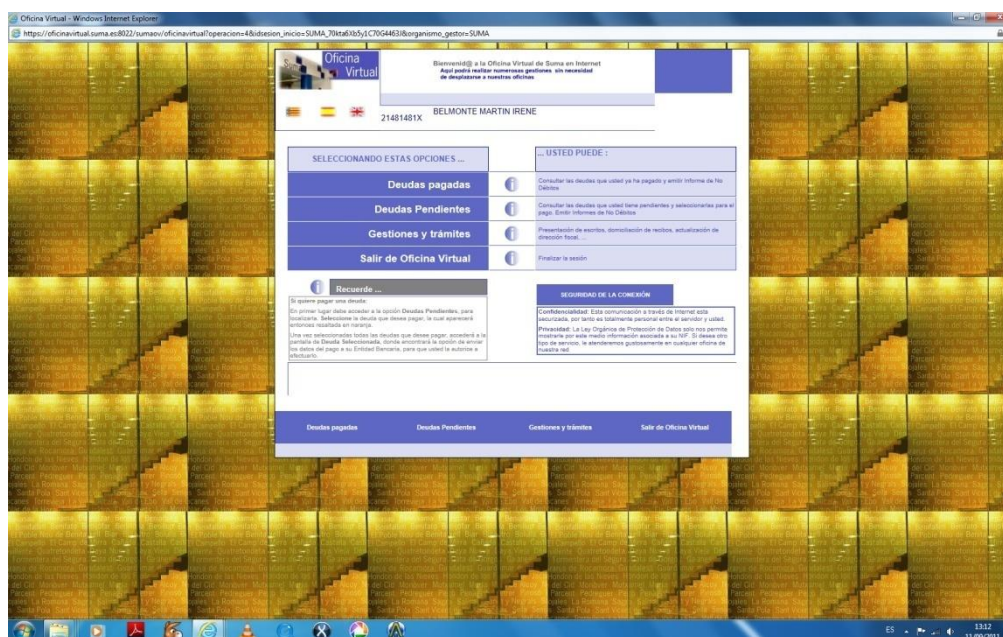 Oficina Virtual - Windows Internet Explorer
https://oficinavirtual.suma.es:8022/sumaov/oficinavirtual?operacion=4&idsesion_inicio=SUMA_70kta6Xb5y1C70G4463J&organismo_gestor=SUMA
Oficina
Virtual
Bienvenid@ a la Oficina Virtual de Suma en Internet
Aquí podrá realizar numerosas gestiones sin necesidad
de desplazarse a nuestras oficinas
21481481X BELMONTE MARTIN IRENE
SELECCIONANDO ESTAS OPCIONES ...
... USTED PUEDE :
Deudas pagadas
Consultar las deudas que usted ya ha pagado y emitir informe de No
Débitos
Deudas Pendientes
Consultar las deudas que usted tiene pendientes y seleccionarlas para el
pago. Emitir informes de No Débitos
Gestiones y trámites
Presentación de escritos, domiciliación de recibos, actualización de
dirección fiscal, ...
Salir de Oficina Virtual
Finalizar la sesión
Recuerde ...
Si quiere pagar una deuda:
En primer lugar debe acceder a la opción Deudas Pendientes, para
localizarla. Seleccione la deuda que desea pagar, la cual aparecerá
entonces resaltada en naranja.
Una vez seleccionadas todas las deudas que desee pagar, accederá a la
pantalla de Deuda Seleccionada, donde encontrará la opción de enviar
los datos del pago a su Entidad Bancaria, para que usted la autorice a
efectuarlo.
SEGURIDAD DE LA CONEXIÓN
Confidencialidad: Esta comunicación a través de Internet está
securizada, por tanto es totalmente personal entre el servidor y usted.
Privacidad: La Ley Orgánica de Protección de Datos solo nos permite
mostrarle por este medio información asociada a su NIF. Si desea otro
tipo de servicio, le atenderemos gustosamente en cualquier oficina de
nuestra red.
Deudas pagadas
Deudas Pendientes
Gestiones y trámites
Salir de Oficina Virtual
ES
13:12